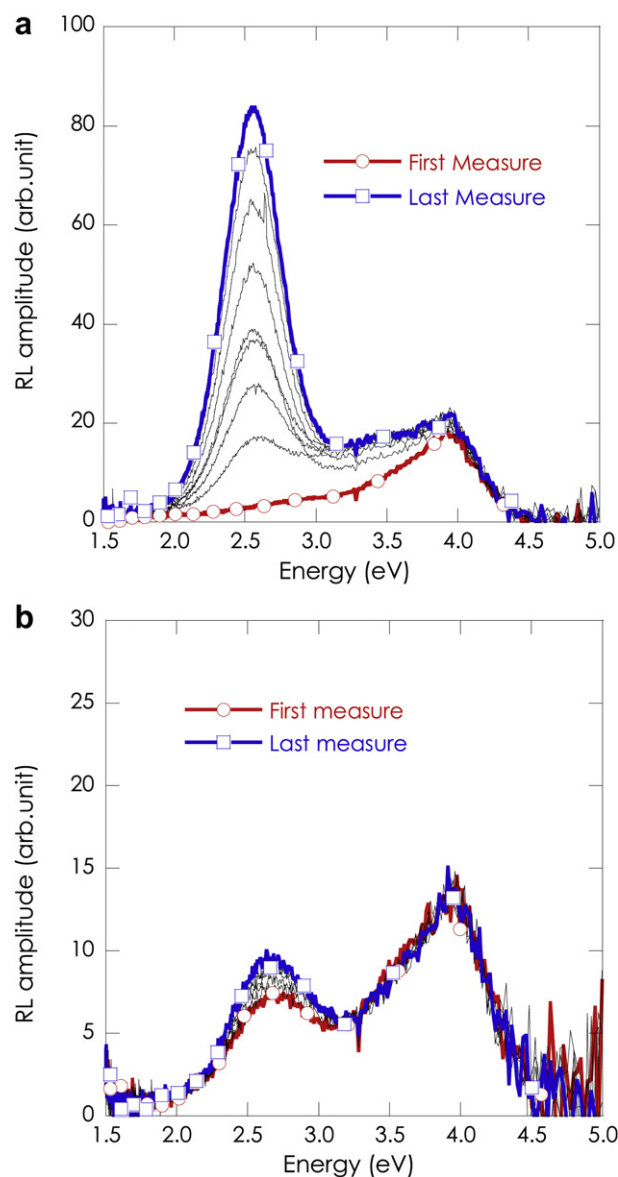 a
100
80
60
40
20
0
RL amplitude (arb.unit)
First Measure
Last Measure
1.5 2.0 2.5 3.0 3.5 4.0 4.5 5.0
Energy (eV)
b
30
25
20
15
10
5
0
RL amplitude (arb.unit)
First measure
Last measure
1.5 2.0 2.5 3.0 3.5 4.0 4.5 5.0
Energy (eV)